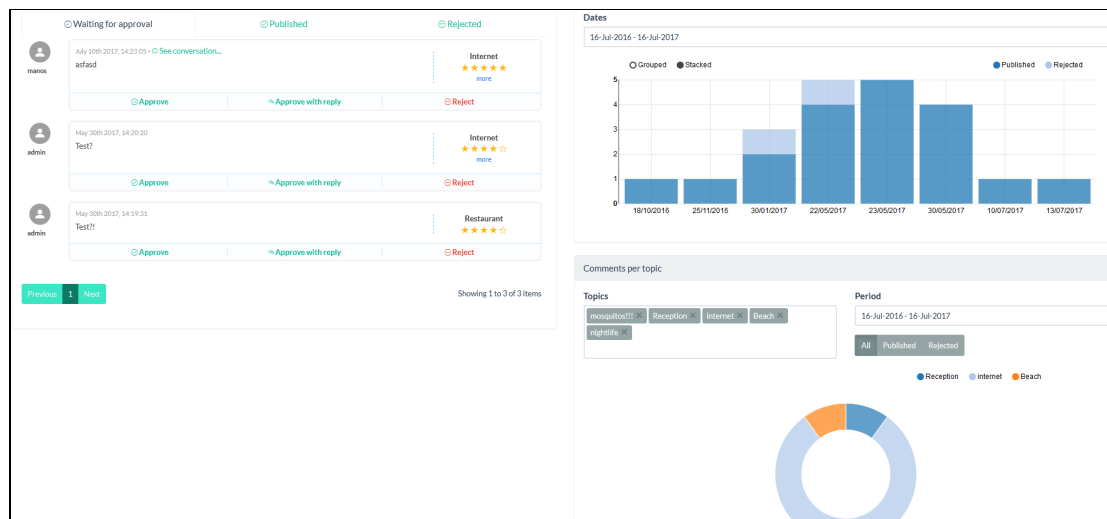 Waiting for approval
Published
Rejected
manos
July 10th 2017, 14:23:05 - See conversation...
asfasd
Internet
more
Approve
Approve with reply
Reject
admin
May 30th 2017, 14:20:20
Test?
Internet
more
Approve
Approve with reply
Reject
admin
May 30th 2017, 14:19:31
Test?!
Restaurant
Approve
Approve with reply
Reject
Previous 1 Next
Showing 1 to 3 of 3 Items
Dates
16-Jul-2016 - 16-Jul-2017
Grouped Stacked
Published Rejected
5
4
3
2
1
0
18/10/2016 25/11/2016 30/01/2017 22/05/2017 23/05/2017 30/05/2017 10/07/2017 13/07/2017
Comments per topic
Topics
mosquitos!!! Reception internet Beach
nightlife
Period
16-Jul-2016 - 16-Jul-2017
All Published Rejected
Reception internet Beach